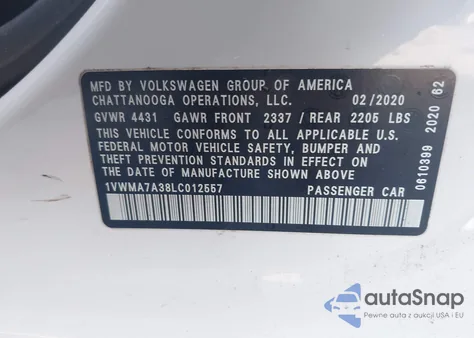 MFD BY VOLKSWAGEN GROUP OF AMERICA
CHATTANOOGA OPERATIONS, LLC. 02/2020
GVWR 4431 GAWR FRONT 2337 / REAR 2205 LBS
THIS VEHICLE CONFORMS TO ALL APPLICABLE U.S.
FEDERAL MOTOR VEHICLE SAFETY, BUMPER AND
THEFT PREVENTION STANDARDS IN EFFECT ON
THE DATE OF MANUFACTURE SHOWN ABOVE
1VWMA7A38LC012557 PASSENGER CAR
0610399 2020 62
autoSnap
Pewne auta z aukcji USA i EU